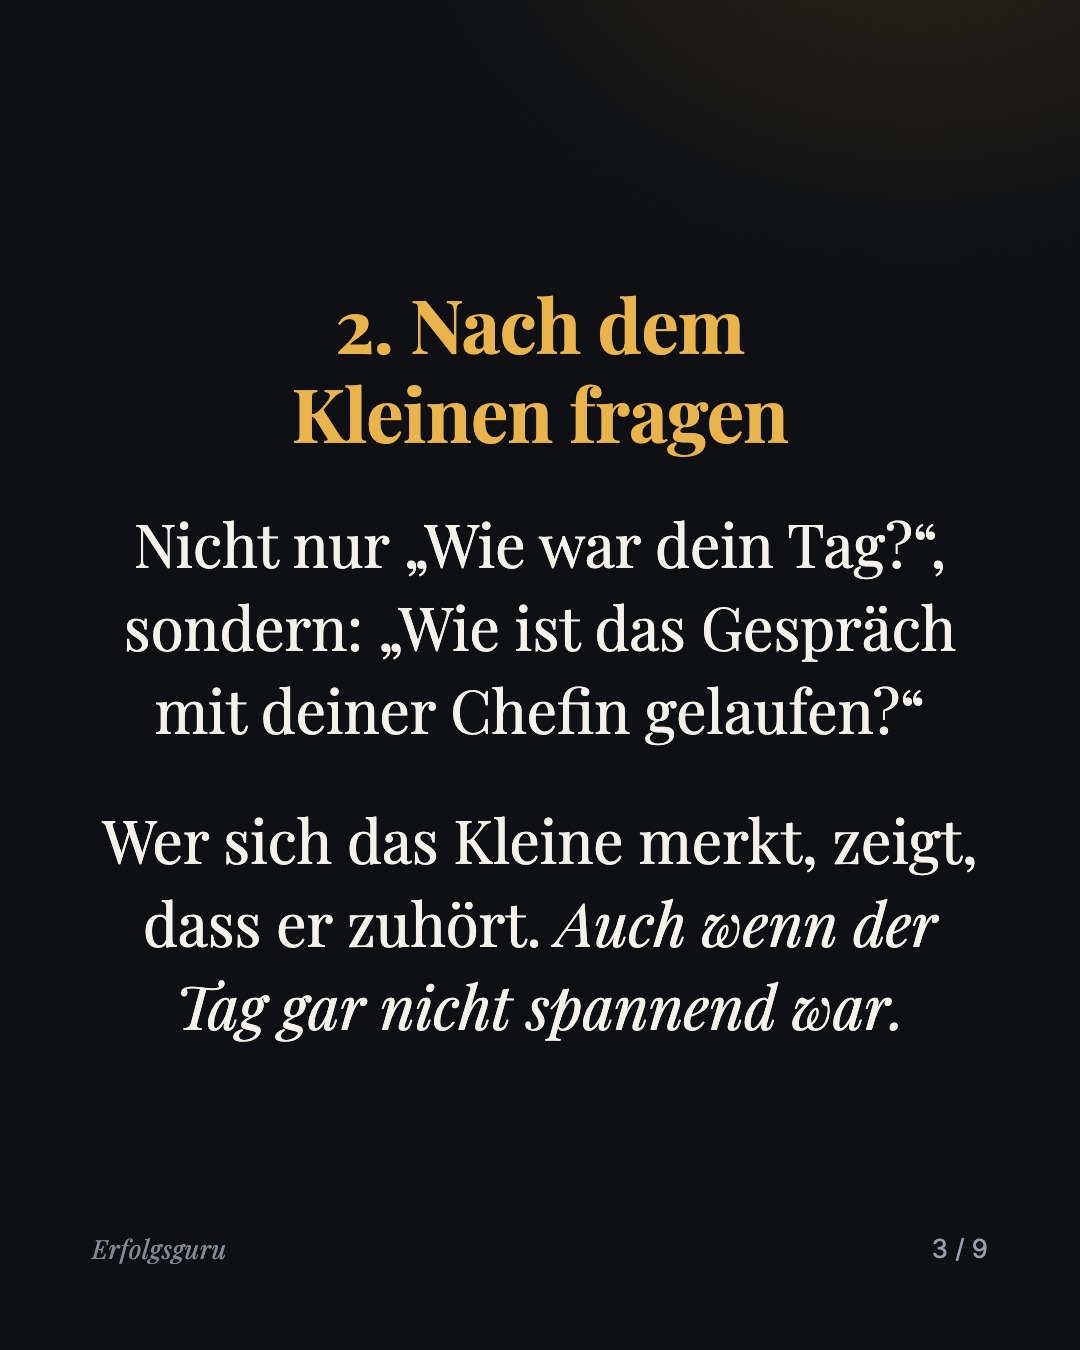 2. Nach dem
Kleinen fragen
Nicht nur „Wie war dein Tag?“,
sondern: „Wie ist das Gespräch
mit deiner Chefin gelaufen?“
Wer sich das Kleine merkt, zeigt,
dass er zuhört. Auch wenn der
Tag gar nicht spannend war.
Erfolgsguru
3 / 9